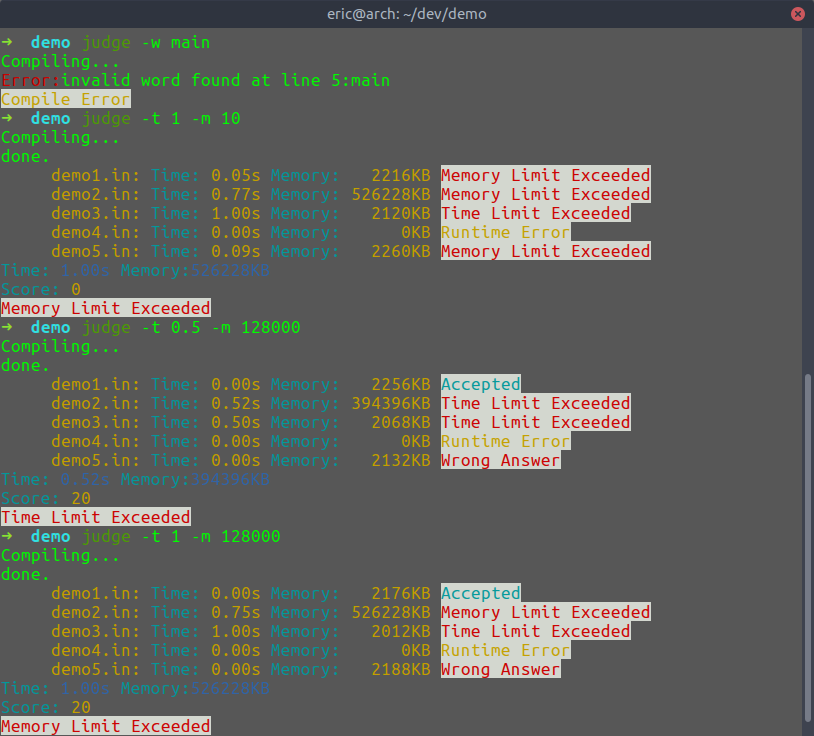 eric@arch: ~/dev/demo
➜  demo judge -w main
Compiling...
Error:invalid word found at line 5:main
Compile Error
➜  demo judge -t 1 -m 10
Compiling...
done.
     demo1.in: Time: 0.05s Memory:   2216KB Memory Limit Exceeded
     demo2.in: Time: 0.77s Memory: 526228KB Memory Limit Exceeded
     demo3.in: Time: 1.00s Memory:   2120KB Time Limit Exceeded
     demo4.in: Time: 0.00s Memory:      0KB Runtime Error
     demo5.in: Time: 0.09s Memory:   2260KB Memory Limit Exceeded
Time: 1.00s Memory:526228KB
Score: 0
Memory Limit Exceeded
➜  demo judge -t 0.5 -m 128000
Compiling...
done.
     demo1.in: Time: 0.00s Memory:   2256KB Accepted
     demo2.in: Time: 0.52s Memory: 394396KB Time Limit Exceeded
     demo3.in: Time: 0.50s Memory:   2068KB Time Limit Exceeded
     demo4.in: Time: 0.00s Memory:      0KB Runtime Error
     demo5.in: Time: 0.00s Memory:   2132KB Wrong Answer
Time: 0.52s Memory:394396KB
Score: 20
Time Limit Exceeded
➜  demo judge -t 1 -m 128000
Compiling...
done.
     demo1.in: Time: 0.00s Memory:   2176KB Accepted
     demo2.in: Time: 0.75s Memory: 526228KB Memory Limit Exceeded
     demo3.in: Time: 1.00s Memory:   2012KB Time Limit Exceeded
     demo4.in: Time: 0.00s Memory:      0KB Runtime Error
     demo5.in: Time: 0.00s Memory:   2188KB Wrong Answer
Time: 1.00s Memory:526228KB
Score: 20
Memory Limit Exceeded